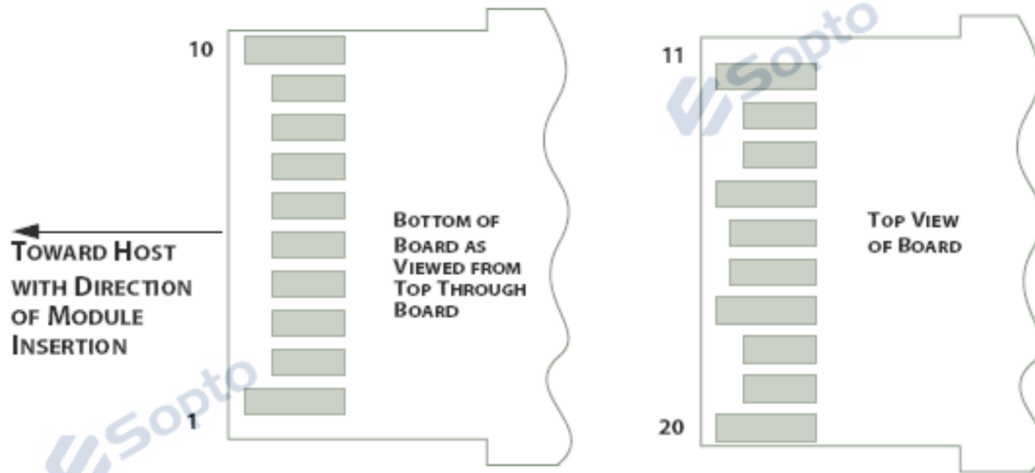 10
BOTTOM OF
BOARD AS
VIEWED FROM
TOP THROUGH
BOARD
TOWARD HOST
WITH DIRECTION
OF MODULE
INSERTION
1
Sopto
11
Sopto
TOP VIEW
OF BOARD
20